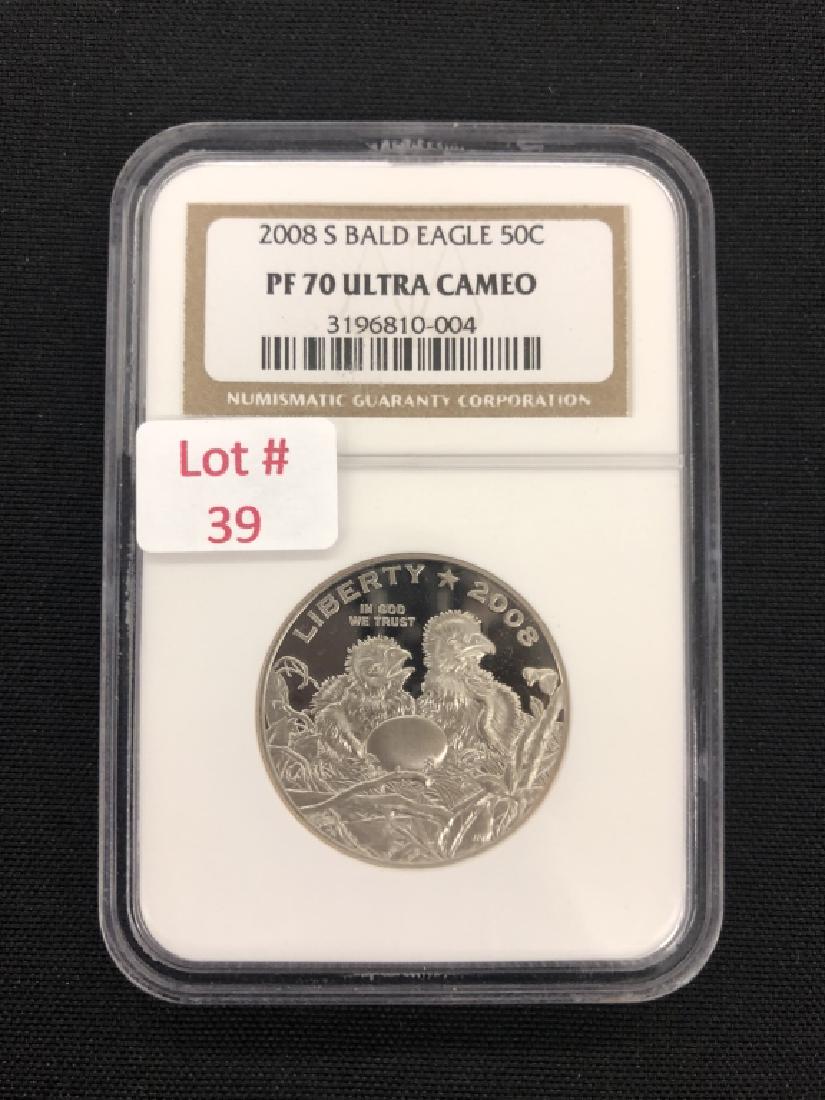 2008 S BALD EAGLE 50C
PF 70 ULTRA CAMEO
3196810-004
NUMISMATIC GUARANTY CORPORATION
Lot #
39
LIBERTY ★ 2008
IN GOD
WE TRUST